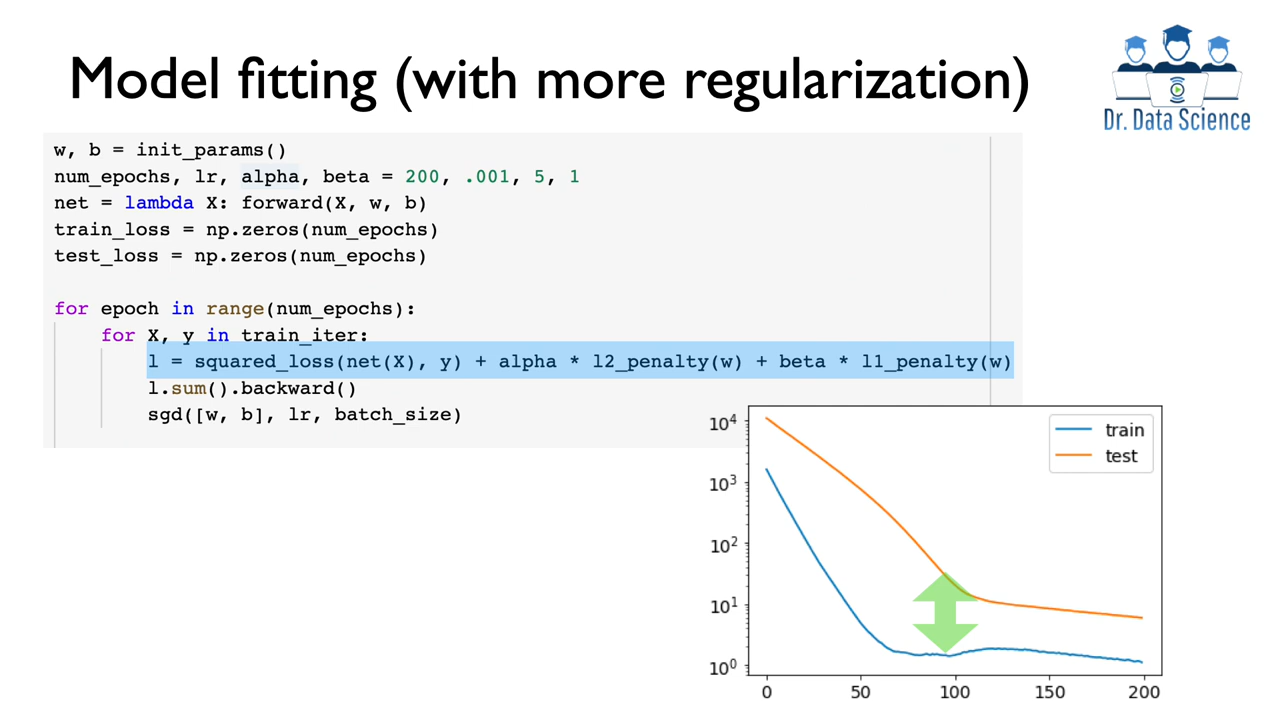 Model fitting (with more regularization)
Dr. Data Science
w, b = init_params()
num_epochs, lr, alpha, beta = 200, .001, 5, 1
net = lambda X: forward(X, w, b)
train_loss = np.zeros(num_epochs)
test_loss = np.zeros(num_epochs)
for epoch in range(num_epochs):
for X, y in train_iter:
l = squared_loss(net(X), y) + alpha * l2_penalty(w) + beta * l1_penalty(w)
l.sum().backward()
sgd([w, b], lr, batch_size)
train
test
10⁴
10³
10²
10¹
10⁰
0 50 100 150 200